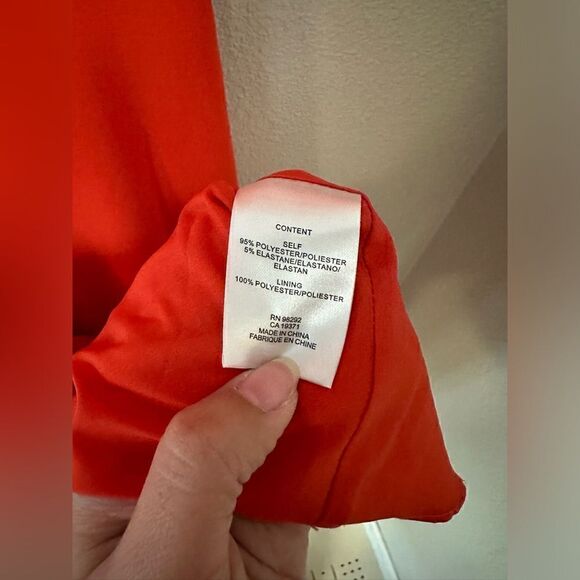 CONTENT
SELF
95% POLYESTER/POLIESTER
5% ELASTANE/ELASTANO/
ELASTAN
LINING
100% POLYESTER/POLIESTER
RN 98292
CA 19371
MADE IN CHINA
FABRIQUE EN CHINE